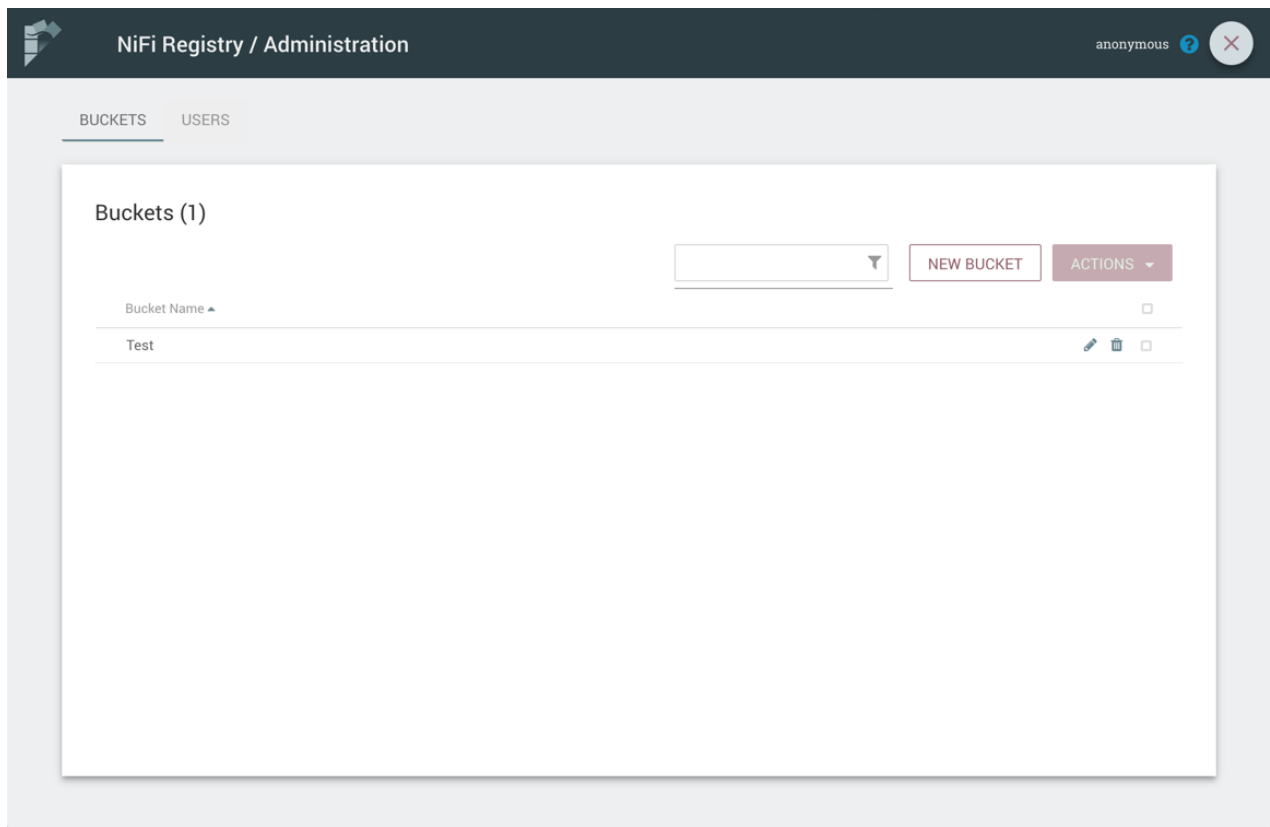 NiFi Registry / Administration
anonymous ?
BUCKETS USERS
Buckets (1)
NEW BUCKET ACTIONS
Bucket Name
Test